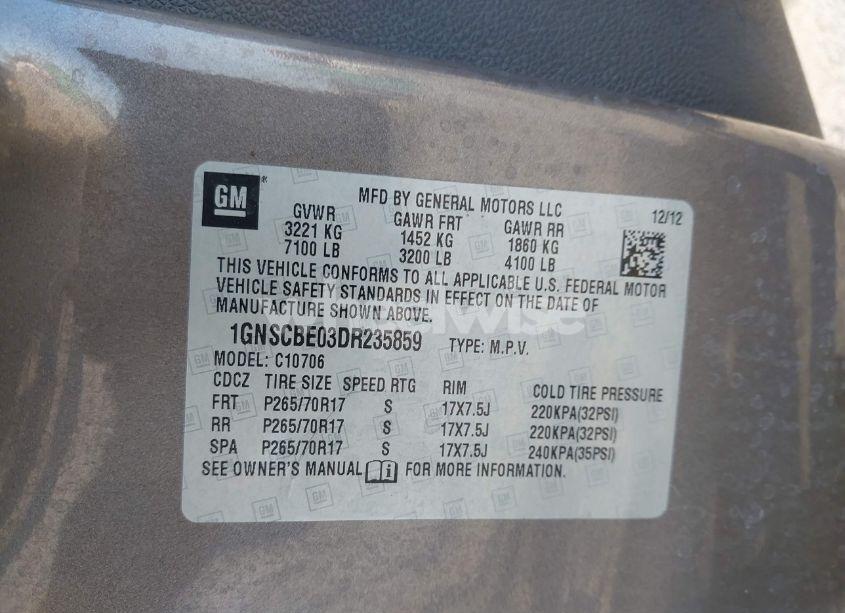 GM
MFD BY GENERAL MOTORS LLC
12/12
GVWR GAWR FRT GAWR RR
3221 KG 1452 KG 1860 KG
7100 LB 3200 LB 4100 LB
THIS VEHICLE CONFORMS TO ALL APPLICABLE U.S. FEDERAL MOTOR
VEHICLE SAFETY STANDARDS IN EFFECT ON THE DATE OF
MANUFACTURE SHOWN ABOVE.
1GNSCBE03DR235859 TYPE: M.P.V.
MODEL: C10706
CDCZ TIRE SIZE SPEED RTG RIM COLD TIRE PRESSURE
FRT P265/70R17 S 17X7.5J 220KPA(32PSI)
RR P265/70R17 S 17X7.5J 220KPA(32PSI)
SPA P265/70R17 S 17X7.5J 240KPA(35PSI)
SEE OWNER'S MANUAL FOR MORE INFORMATION.